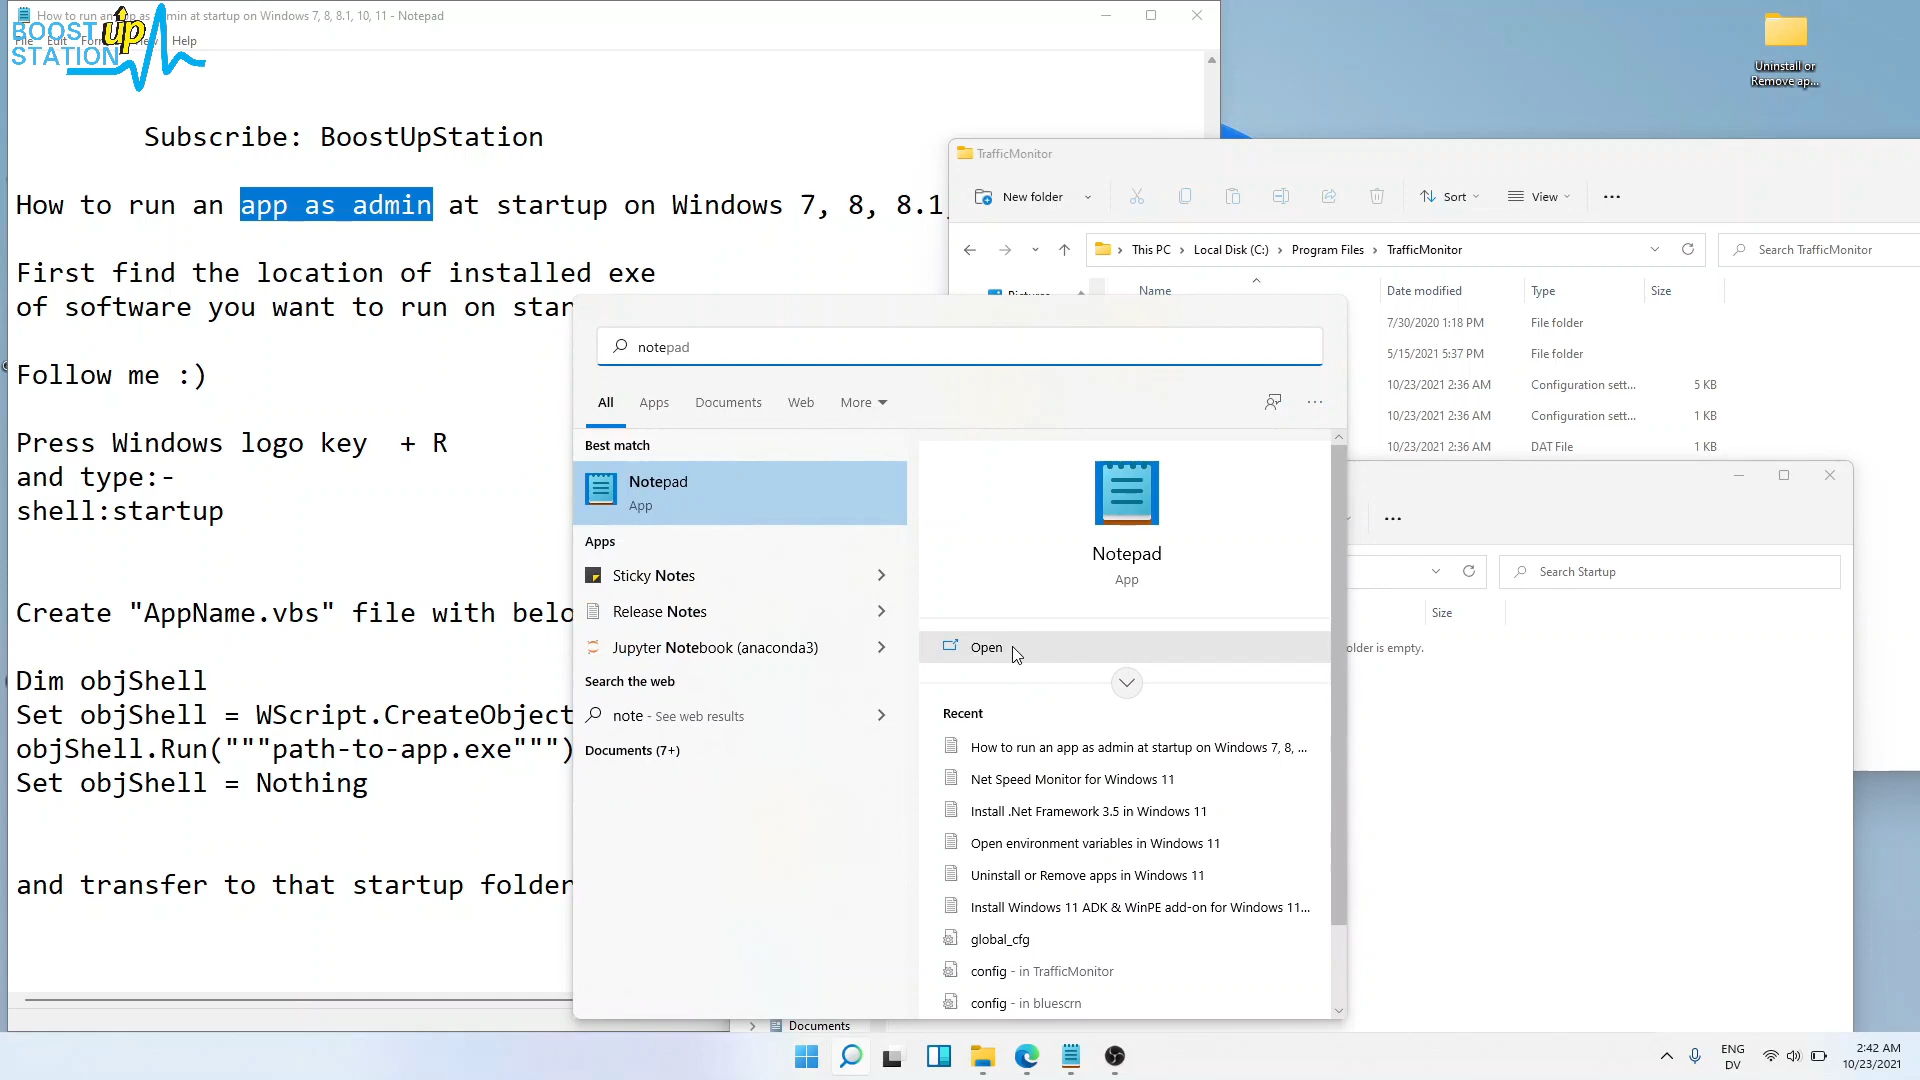 How to run an app as admin at startup on Windows 7, 8, 8.1, 10, 11 - Notepad
BOOST up
STATION
File Edit Format View Help
Subscribe: BoostUpStation
How to run an app as admin at startup on Windows 7, 8, 8.1,
First find the location of installed exe
of software you want to run on star
Follow me :)
Press Windows logo key + R
and type:-
shell:startup
Create "AppName.vbs" file with belo
Dim objShell
Set objShell = WScript.CreateObject
objShell.Run("""path-to-app.exe""")
Set objShell = Nothing
and transfer to that startup folder
Uninstall or
Remove ap...
TrafficMonitor
New folder
Sort
View
This PC > Local Disk (C:) > Program Files > TrafficMonitor
Search TrafficMonitor
Pictures
Name Date modified Type Size
7/30/2020 1:18 PM File folder
5/15/2021 5:37 PM File folder
10/23/2021 2:36 AM Configuration sett... 5 KB
10/23/2021 2:36 AM Configuration sett... 1 KB
10/23/2021 2:36 AM DAT File 1 KB
Search Startup
Size
older is empty.
notepad
All Apps Documents Web More
Best match
Notepad
App
Apps
Sticky Notes
Release Notes
Jupyter Notebook (anaconda3)
Search the web
note - See web results
Documents (7+)
Notepad
App
Open
Recent
How to run an app as admin at startup on Windows 7, 8, ...
Net Speed Monitor for Windows 11
Install .Net Framework 3.5 in Windows 11
Open environment variables in Windows 11
Uninstall or Remove apps in Windows 11
Install Windows 11 ADK & WinPE add-on for Windows 11...
global_cfg
config - in TrafficMonitor
config - in bluescrn
Documents
ENG
DV
2:42 AM
10/23/2021